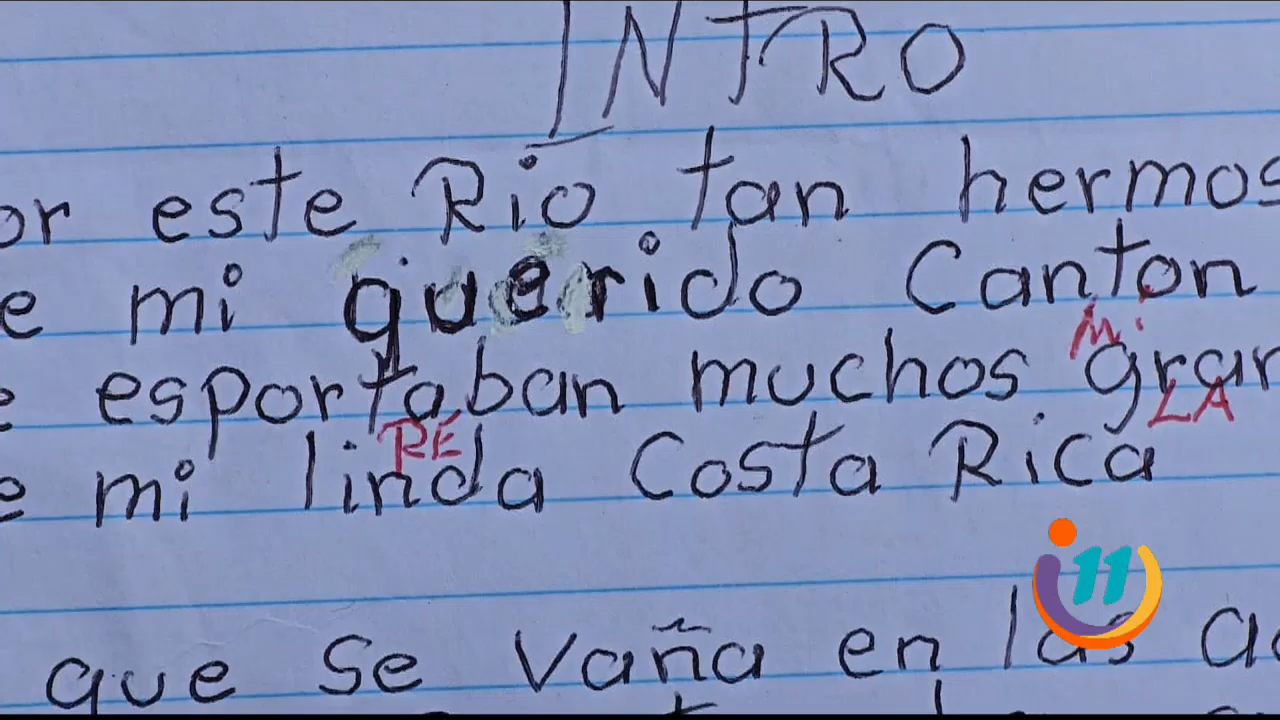 INTRO
or este Rio tan hermos
e mi querido Canton
e esportaban muchos gran
Mi
RE
LA
e mi linda Costa Rica
11
que Se Vaña en las a